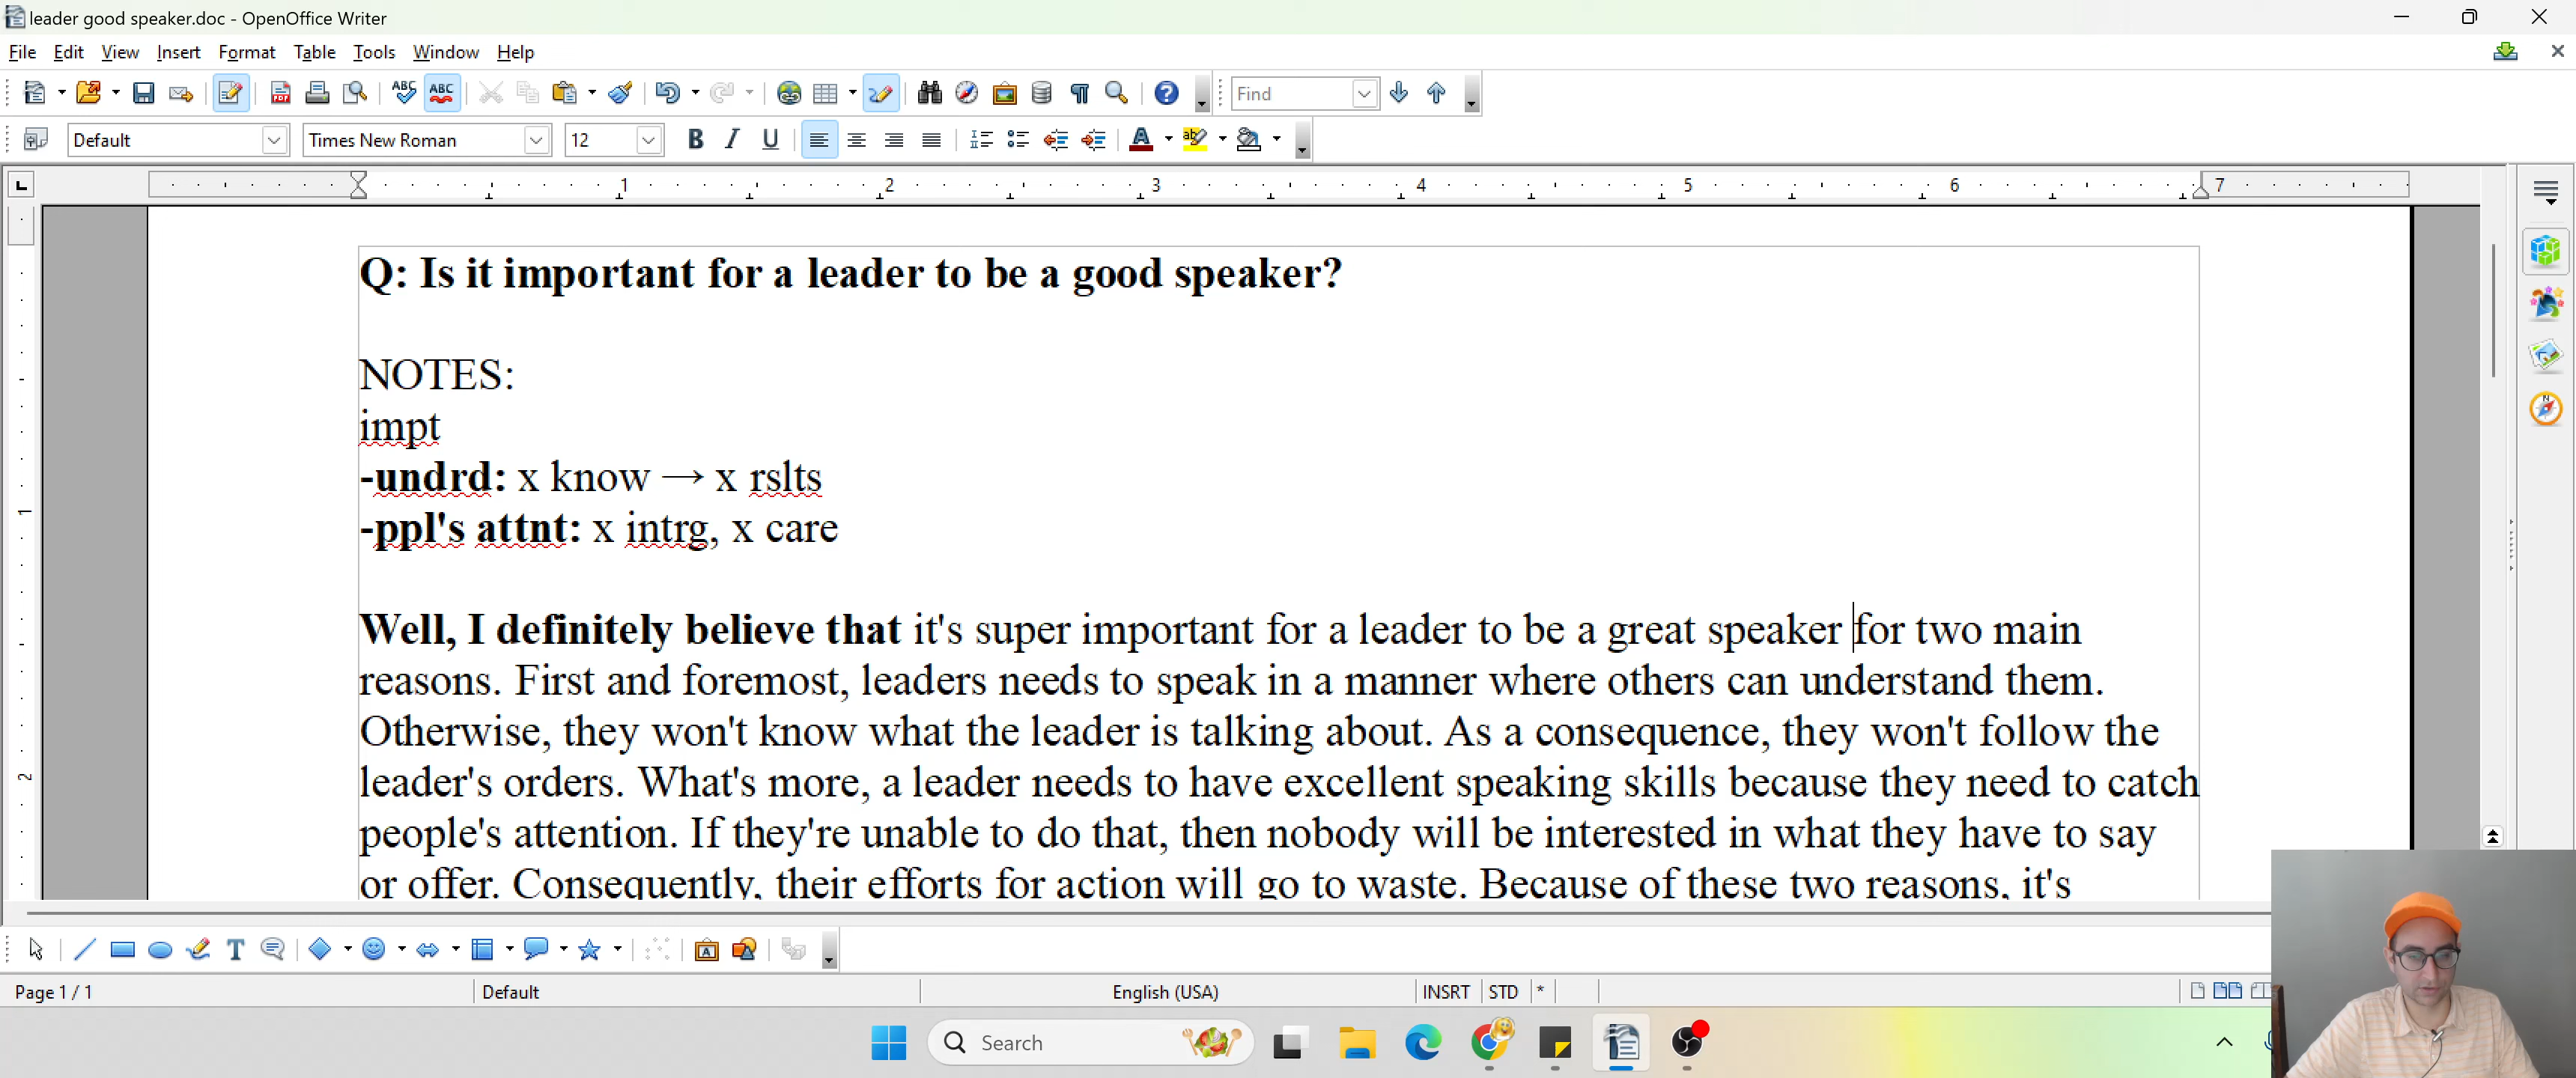 leader good speaker.doc - OpenOffice Writer
File Edit View Insert Format Table Tools Window Help
Find
Default Times New Roman 12 B I U
1 2 3 4 5 6 7
Q: Is it important for a leader to be a good speaker?
NOTES:
impt
-undrd: x know → x rslts
-ppl's attnt: x intrg, x care
Well, I definitely believe that it's super important for a leader to be a great speaker for two main
reasons. First and foremost, leaders needs to speak in a manner where others can understand them.
Otherwise, they won't know what the leader is talking about. As a consequence, they won't follow the
leader's orders. What's more, a leader needs to have excellent speaking skills because they need to catch
people's attention. If they're unable to do that, then nobody will be interested in what they have to say
or offer. Consequently, their efforts for action will go to waste. Because of these two reasons, it's
Page 1 / 1 Default English (USA) INSRT STD *
Search